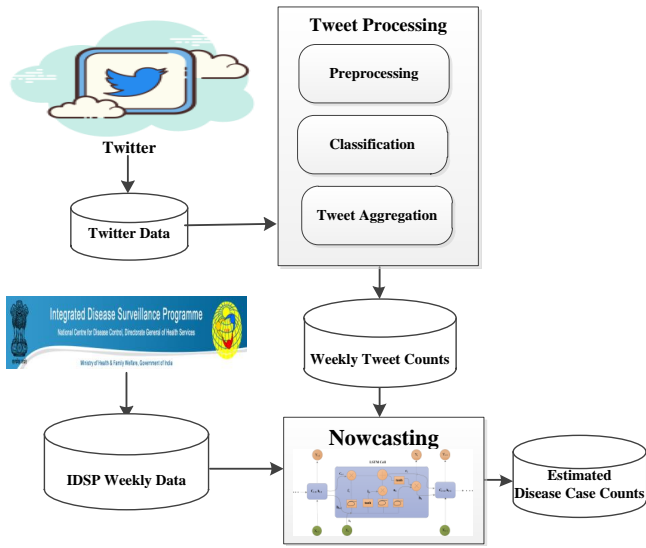 Tweet Processing
Preprocessing
Classification
Tweet Aggregation
Twitter
Twitter Data
Integrated Disease Surveillance Programme
National Centre for Disease Control, Directorate General of Health Services
Ministry of Health & Family Welfare, Government of India
Weekly Tweet Counts
IDSP Weekly Data
Nowcasting
LSTM Cell
Estimated
Disease Case Counts